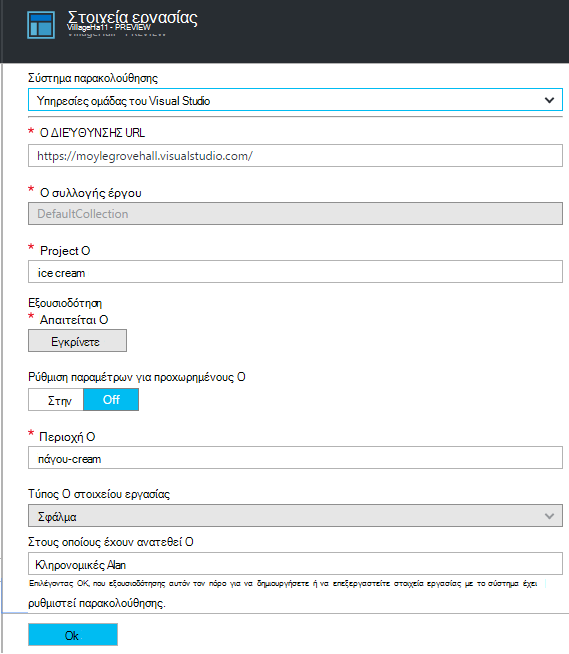 Στοιχεία εργασίας
VillageHa11 - PREVIEW
Σύστημα παρακολούθησης
Υπηρεσίες ομάδας του Visual Studio
* Ο ΔΙΕΎΘΥΝΣΗΣ URL
https://moylegrovehall.visualstudio.com/
* Ο συλλογής έργου
DefaultCollection
* Project Ο
ice cream
Εξουσιοδότηση
* Απαιτείται Ο
Εγκρίνετε
Ρύθμιση παραμέτρων για προχωρημένους Ο
Στην Off
* Περιοχή Ο
πάγου-cream
Τύπος Ο στοιχείου εργασίας
Σφάλμα
Στους οποίους έχουν ανατεθεί Ο
Κληρονομικές Alan
Επιλέγοντας OK, που εξουσιοδότησης αυτόν τον πόρο για να δημιουργήσετε ή να επεξεργαστείτε στοιχεία εργασίας με το σύστημα έχει
ρυθμιστεί παρακολούθησης.
Ok